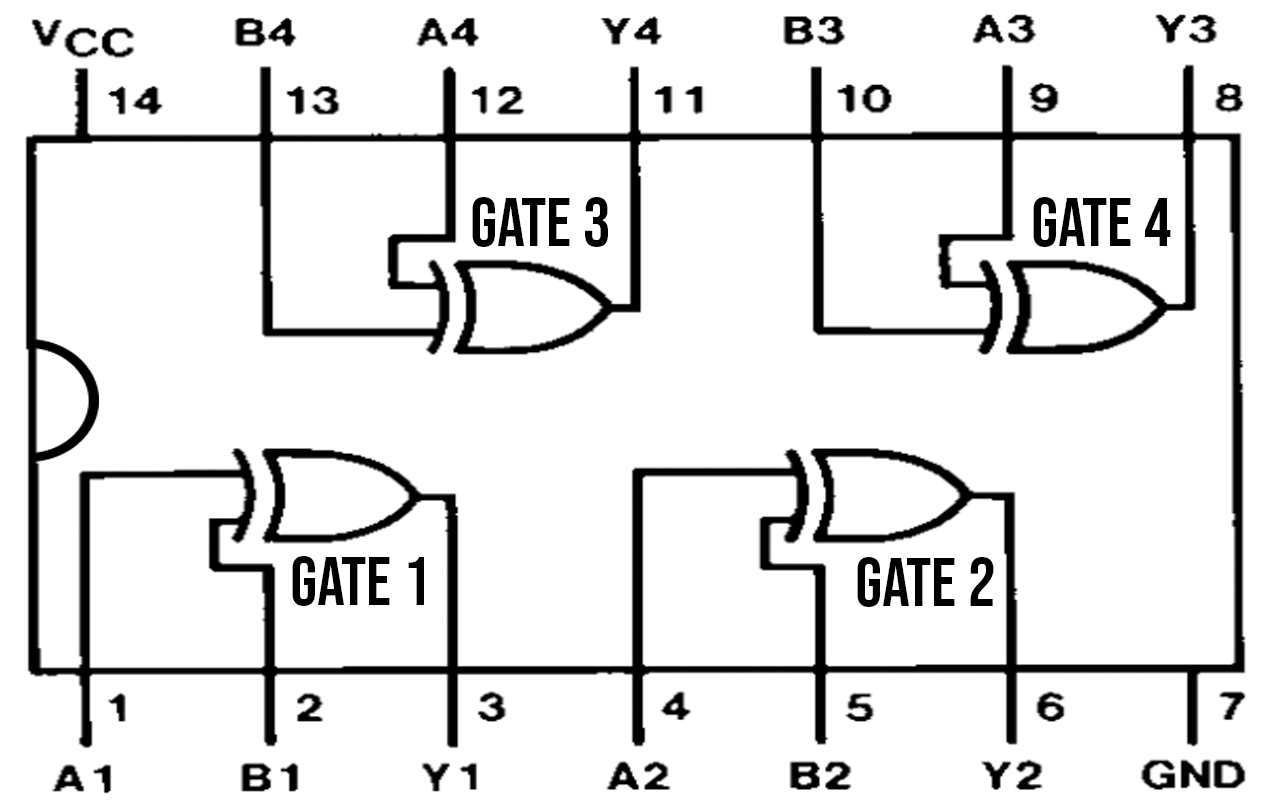 VCC B4 A4 Y4 B3 A3 Y3
14 13 12 11 10 9 8
GATE 3 GATE 4
GATE 1 GATE 2
1 2 3 4 5 6 7
A1 B1 Y1 A2 B2 Y2 GND